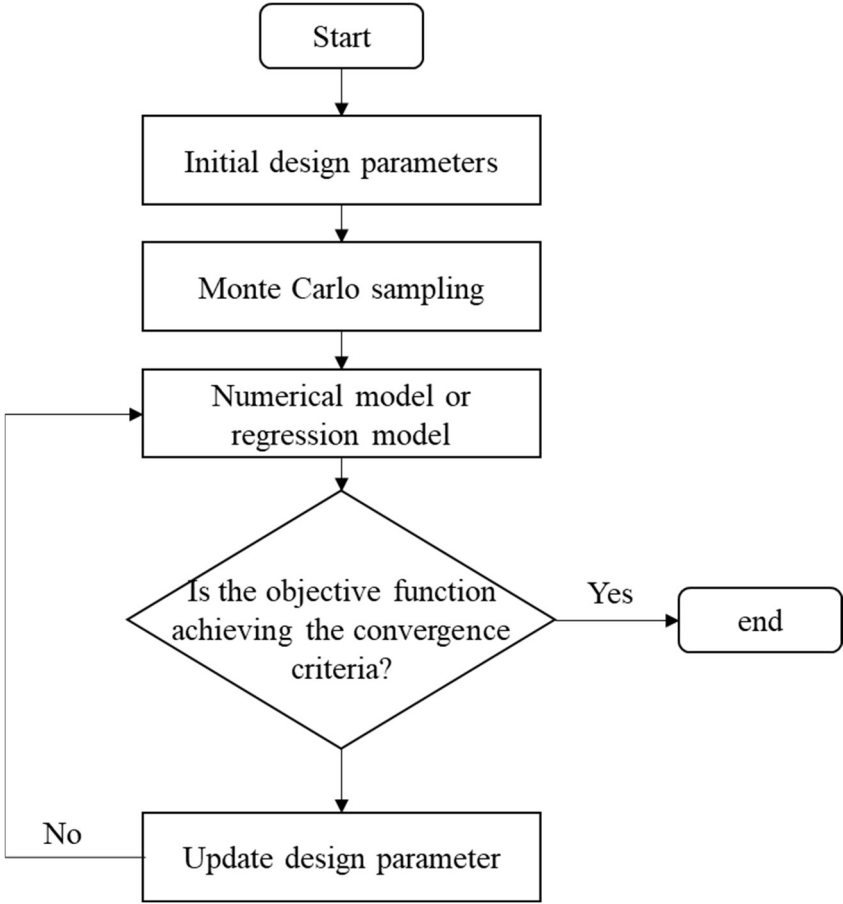 Start
Initial design parameters
Monte Carlo sampling
Numerical model or
regression model
Is the objective function
achieving the convergence
criteria?
Yes
end
No
Update design parameter